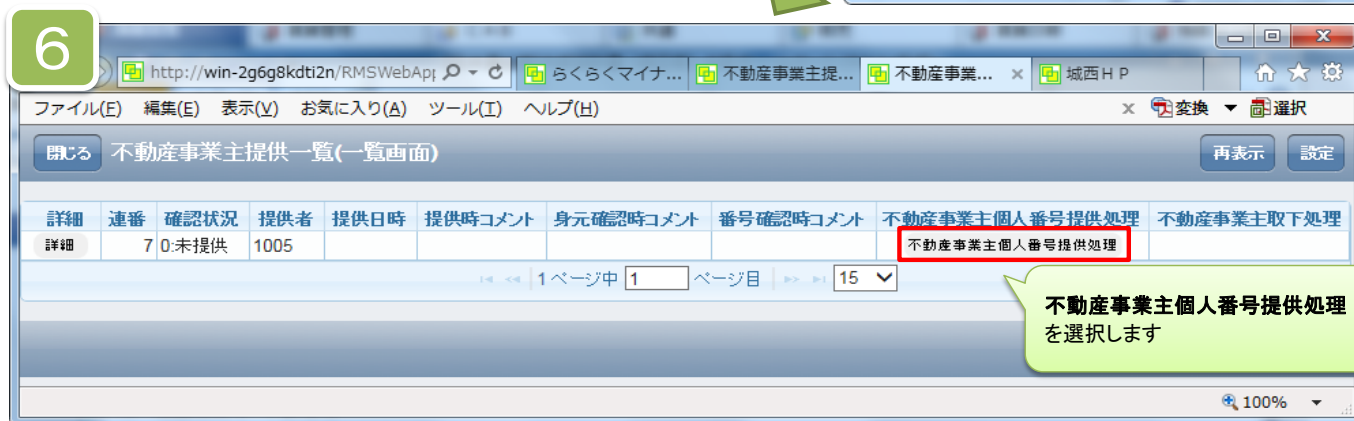 6
http://win-2g6g8kdti2n/RMSWebAp
らくらくマイナ...
不動産事業主提...
不動産事業...
城西ＨＰ
ファイル(F) 編集(E) 表示(V) お気に入り(A) ツール(T) ヘルプ(H)
変換 選択
閉じる 不動産事業主提供一覧(一覧画面) 再表示 設定
詳細 連番 確認状況 提供者 提供日時 提供時コメント 身元確認時コメント 番号確認時コメント 不動産事業主個人番号提供処理 不動産事業主取下処理
詳細 7 0:未提供 1005 不動産事業主個人番号提供処理
1 ページ中 1 ページ目 15
不動産事業主個人番号提供処理
を選択します
100%